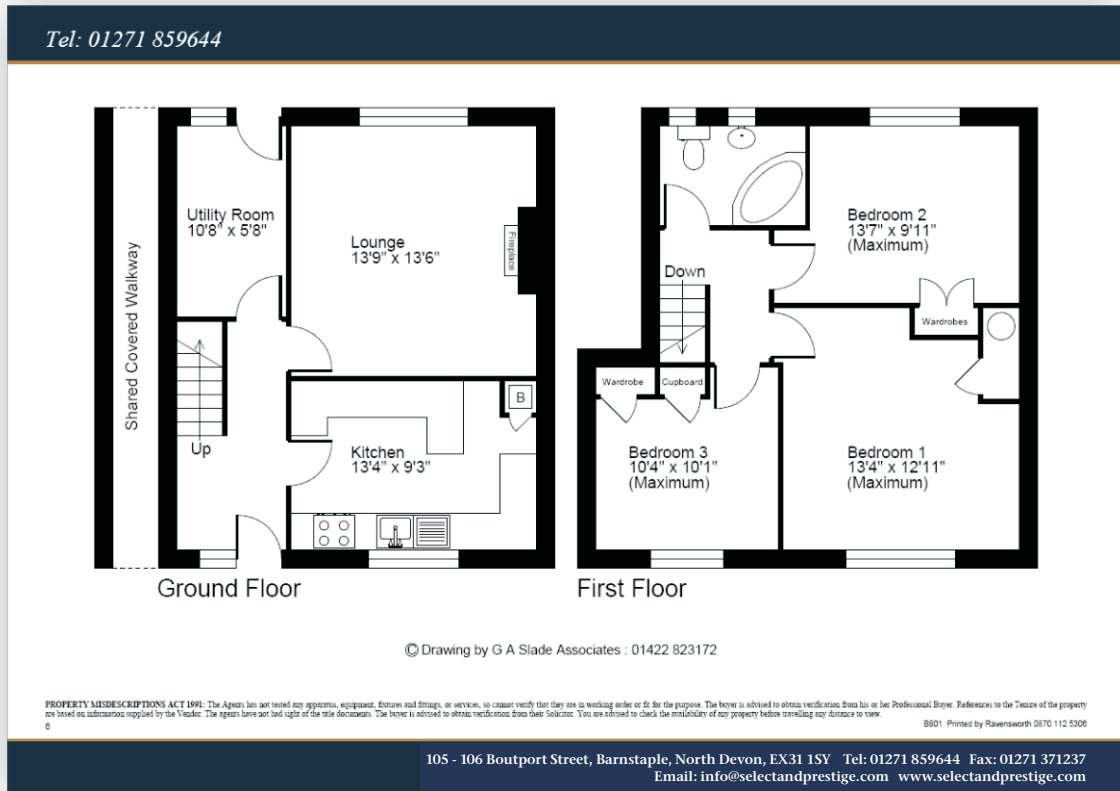 Tel: 01271 859644
Shared Covered Walkway
Utility Room
10'8" x 5'8"
Lounge
13'9" x 13'6"
Fireplace
Up
Kitchen
13'4" x 9'3"
B
Ground Floor
Bedroom 2
13'7" x 9'11"
(Maximum)
Down
Wardrobes
Wardrobe
Cupboard
Bedroom 3
10'4" x 10'1"
(Maximum)
Bedroom 1
13'4" x 12'11"
(Maximum)
First Floor
© Drawing by G A Slade Associates : 01422 823172
PROPERTY MISDESCRIPTIONS ACT 1991: The Agents has not tested any apparatus, equipment, fixtures and fittings, or services, so cannot verify that they are in working order or fit for the purpose. The buyer is advised to obtain verification from his or her Professional Buyer. References to the Tenure of the property
are based on information supplied by the Vendor. The agents have not had sight of the title documents. The buyer is advised to obtain verification from their Solicitor. You are advised to check the availability of any property before travelling any distance to view.
6
B801 Printed by Ravensworth 0870 112 5306
105 - 106 Boutport Street, Barnstaple, North Devon, EX31 1SY Tel: 01271 859644 Fax: 01271 371237
Email: info@selectandprestige.com www.selectandprestige.com